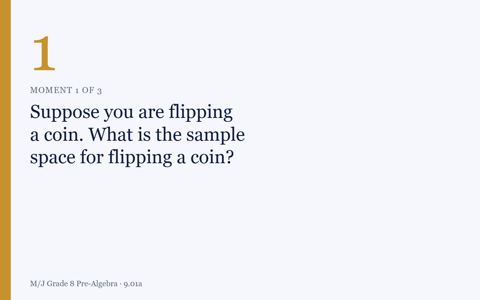 1
MOMENT 1 OF 3
Suppose you are flipping
a coin. What is the sample
space for flipping a coin?
M/J Grade 8 Pre-Algebra · 9.01a